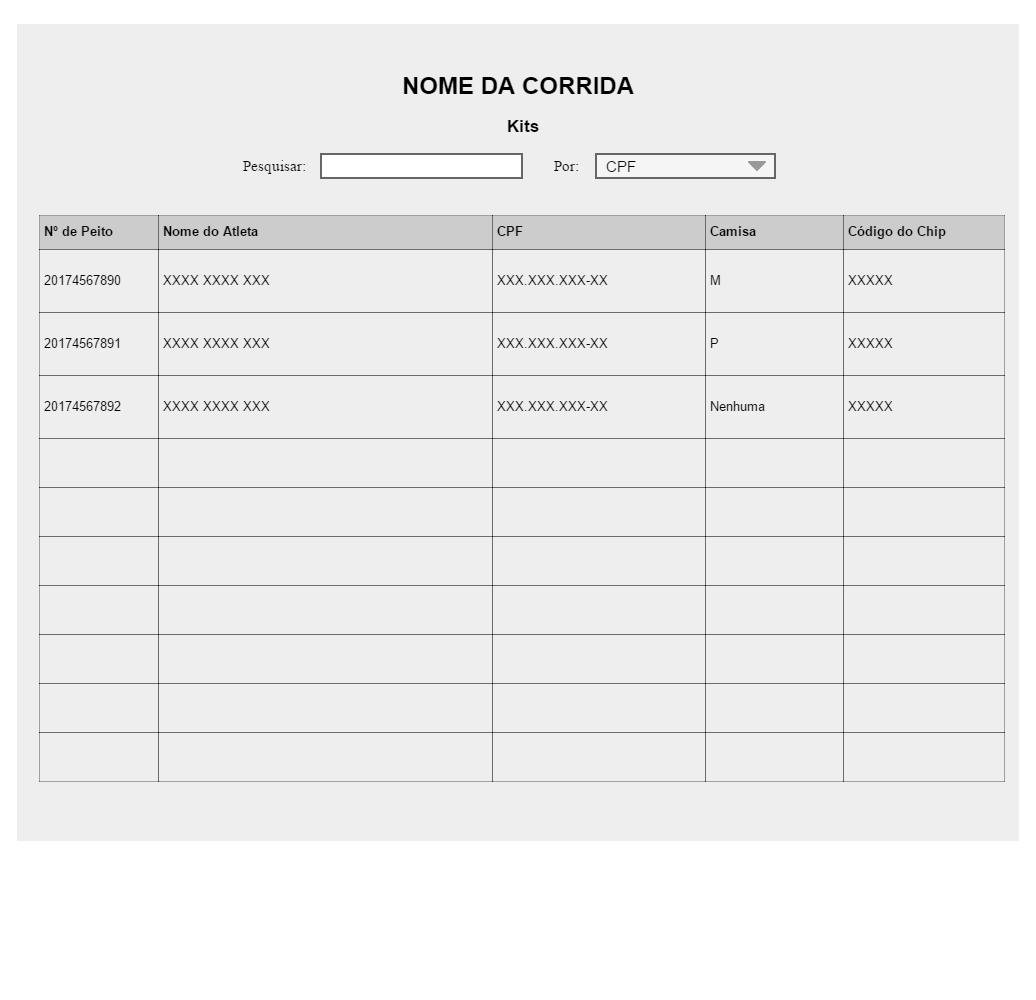 NOME DA CORRIDA
Kits
Pesquisar: Por: CPF
Nº de Peito Nome do Atleta CPF Camisa Código do Chip
20174567890 XXXX XXXX XXX XXX.XXX.XXX-XX M XXXXX
20174567891 XXXX XXXX XXX XXX.XXX.XXX-XX P XXXXX
20174567892 XXXX XXXX XXX XXX.XXX.XXX-XX Nenhuma XXXXX